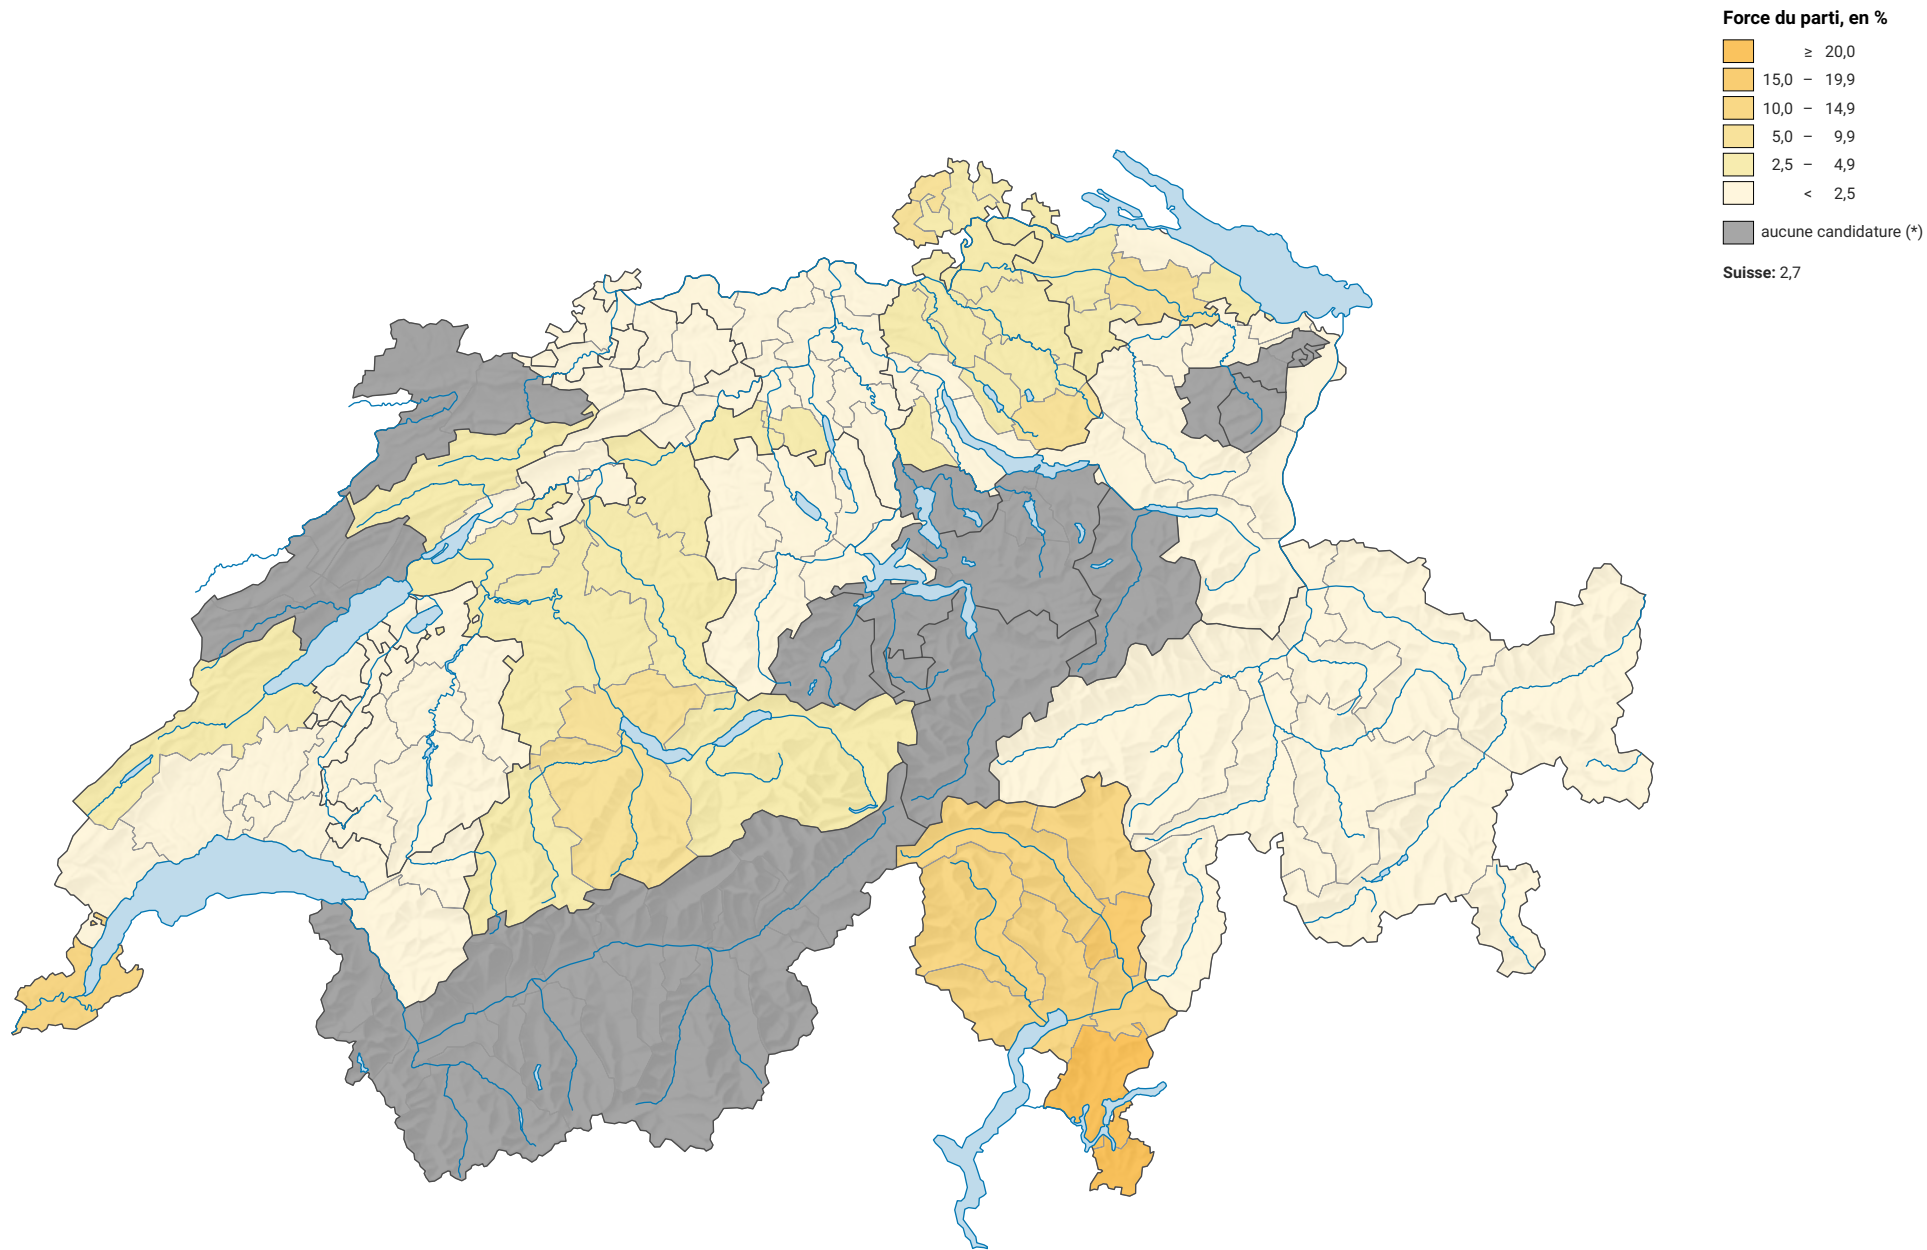 Force du parti, en %
≥ 20,0
15,0 – 19,9
10,0 – 14,9
5,0 – 9,9
2,5 – 4,9
< 2,5
aucune candidature (*)
Suisse: 2,7